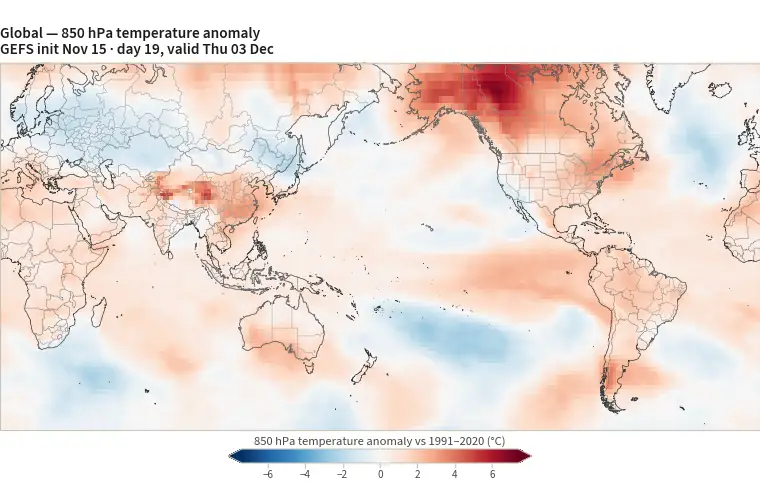 Global — 850 hPa temperature anomaly
GEFS init Nov 15 · day 19, valid Thu 03 Dec
850 hPa temperature anomaly vs 1991–2020 (°C)
−6 −4 −2 0 2 4 6